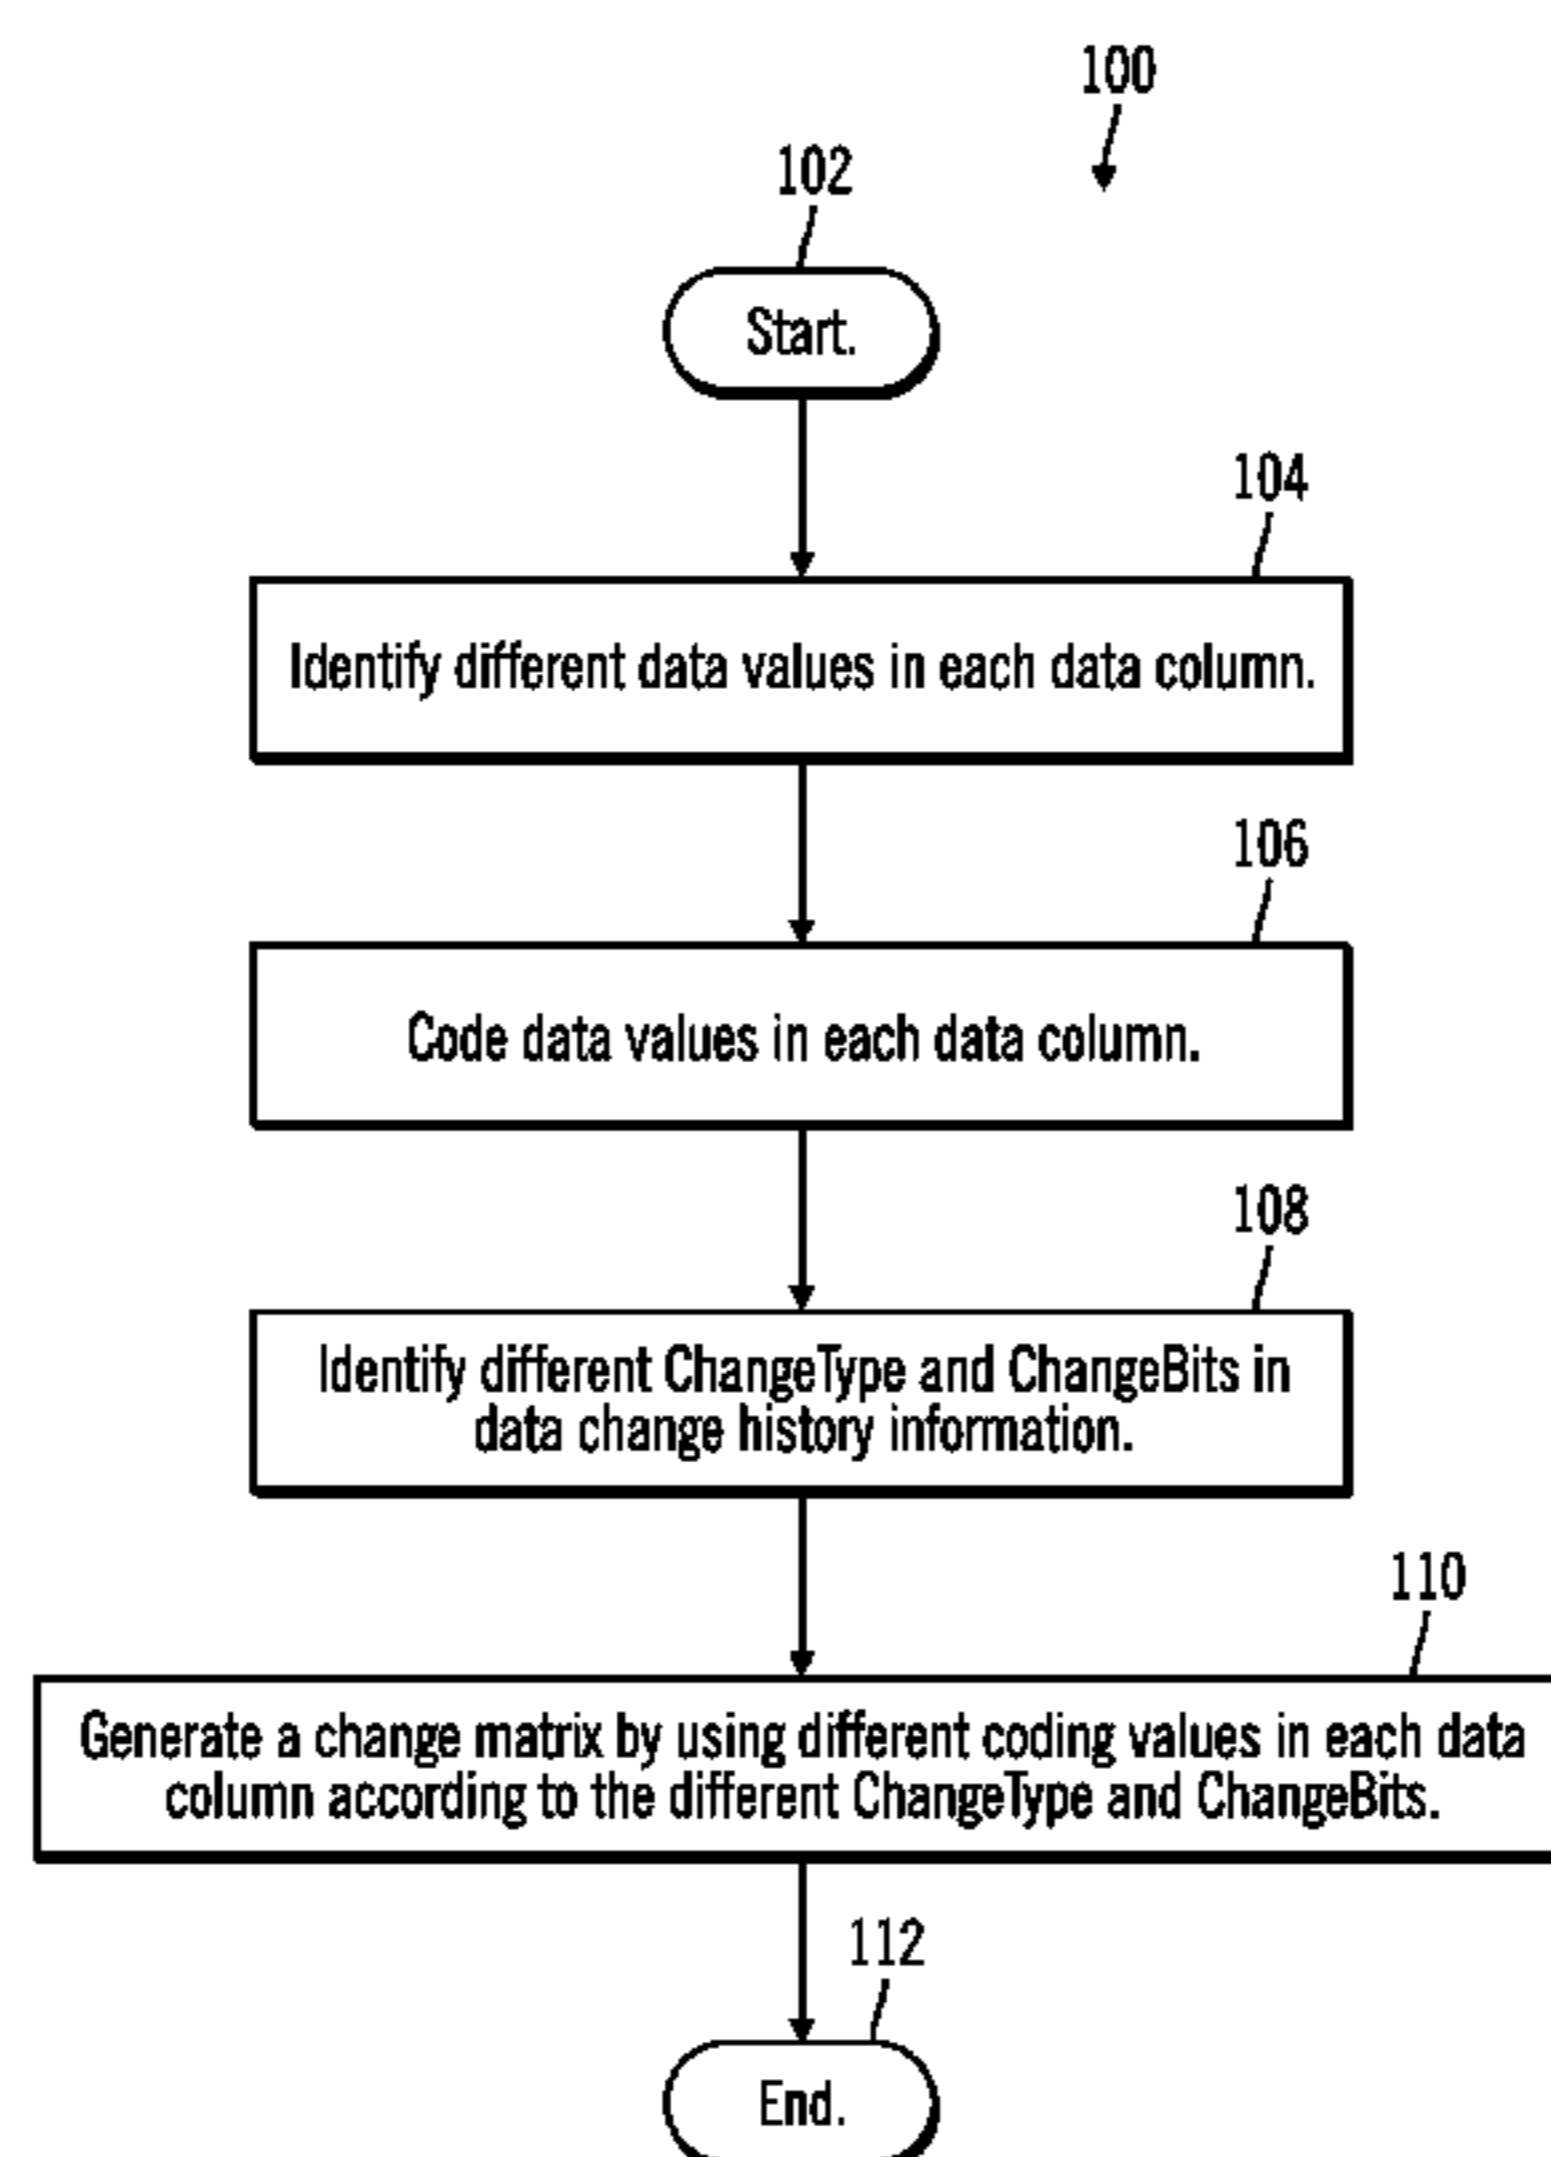 100
102
Start.
104
Identify different data values in each data column.
106
Code data values in each data column.
108
Identify different ChangeType and ChangeBits in
data change history information.
110
Generate a change matrix by using different coding values in each data
column according to the different ChangeType and ChangeBits.
112
End.